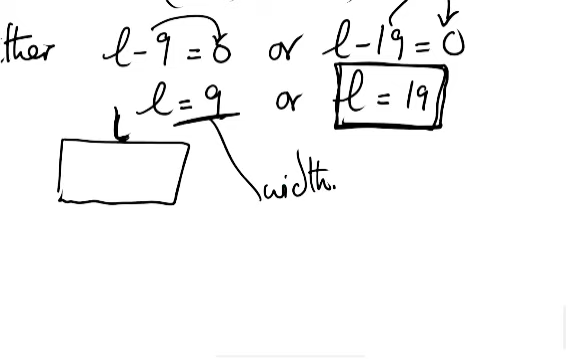 ther l-9 = 0 or l-19 = 0
l = 9 or l = 19
L
width.